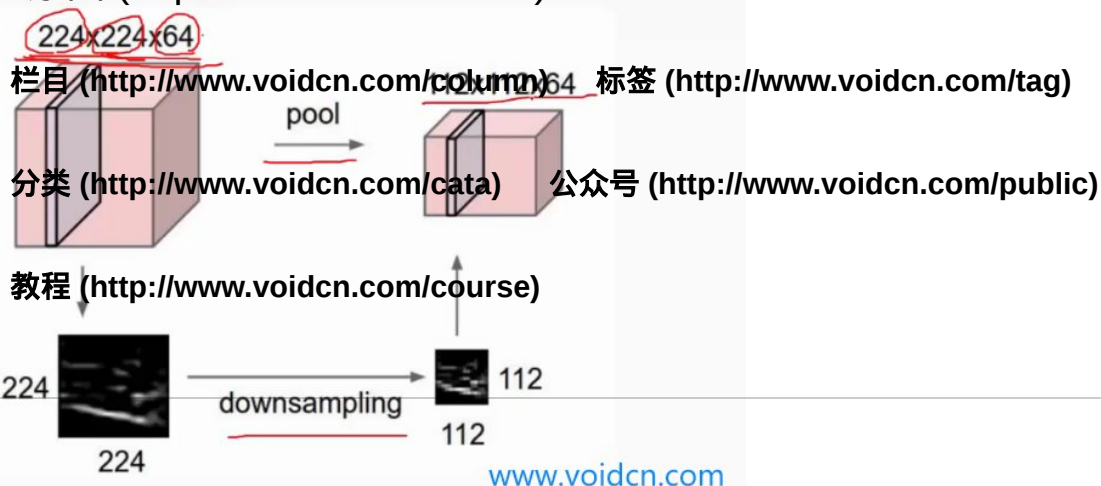 224x224x64
栏目 (http://www.voidcn.com/column) 标签 (http://www.voidcn.com/tag)
112x112x64
pool
分类 (http://www.voidcn.com/cata) 公众号 (http://www.voidcn.com/public)
教程 (http://www.voidcn.com/course)
224
112
downsampling
112
224
www.voidcn.com